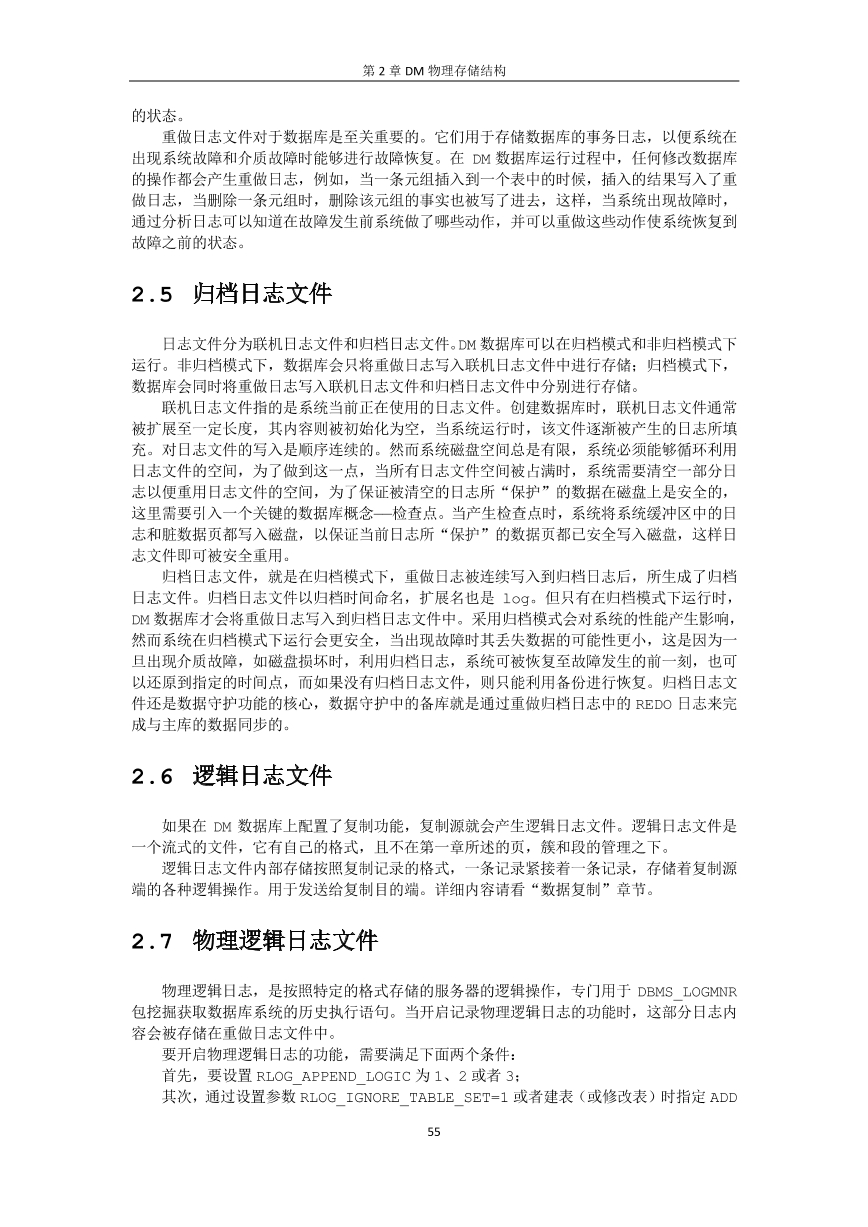 第 2 章 DM 物理存储结构
的状态。
重做日志文件对于数据库是至关重要的。它们用于存储数据库的事务日志，以便系统在
出现系统故障和介质故障时能够进行故障恢复。在 DM 数据库运行过程中，任何修改数据库
的操作都会产生重做日志，例如，当一条元组插入到一个表中的时候，插入的结果写入了重
做日志，当删除一条元组时，删除该元组的事实也被写了进去，这样，当系统出现故障时，
通过分析日志可以知道在故障发生前系统做了哪些动作，并可以重做这些动作使系统恢复到
故障之前的状态。
2.5 归档日志文件
日志文件分为联机日志文件和归档日志文件。DM 数据库可以在归档模式和非归档模式下
运行。非归档模式下，数据库会只将重做日志写入联机日志文件中进行存储；归档模式下，
数据库会同时将重做日志写入联机日志文件和归档日志文件中分别进行存储。
联机日志文件指的是系统当前正在使用的日志文件。创建数据库时，联机日志文件通常
被扩展至一定长度，其内容则被初始化为空，当系统运行时，该文件逐渐被产生的日志所填
充。对日志文件的写入是顺序连续的。然而系统磁盘空间总是有限，系统必须能够循环利用
日志文件的空间，为了做到这一点，当所有日志文件空间被占满时，系统需要清空一部分日
志以便重用日志文件的空间，为了保证被清空的日志所“保护”的数据在磁盘上是安全的，
这里需要引入一个关键的数据库概念——检查点。当产生检查点时，系统将系统缓冲区中的日
志和脏数据页都写入磁盘，以保证当前日志所“保护”的数据页都已安全写入磁盘，这样日
志文件即可被安全重用。
归档日志文件，就是在归档模式下，重做日志被连续写入到归档日志后，所生成了归档
日志文件。归档日志文件以归档时间命名，扩展名也是 log。但只有在归档模式下运行时，
DM 数据库才会将重做日志写入到归档日志文件中。采用归档模式会对系统的性能产生影响，
然而系统在归档模式下运行会更安全，当出现故障时其丢失数据的可能性更小，这是因为一
旦出现介质故障，如磁盘损坏时，利用归档日志，系统可被恢复至故障发生的前一刻，也可
以还原到指定的时间点，而如果没有归档日志文件，则只能利用备份进行恢复。归档日志文
件还是数据守护功能的核心，数据守护中的备库就是通过重做归档日志中的 REDO 日志来完
成与主库的数据同步的。
2.6 逻辑日志文件
如果在 DM 数据库上配置了复制功能，复制源就会产生逻辑日志文件。逻辑日志文件是
一个流式的文件，它有自己的格式，且不在第一章所述的页，簇和段的管理之下。
逻辑日志文件内部存储按照复制记录的格式，一条记录紧接着一条记录，存储着复制源
端的各种逻辑操作。用于发送给复制目的端。详细内容请看“数据复制”章节。
2.7 物理逻辑日志文件
物理逻辑日志，是按照特定的格式存储的服务器的逻辑操作，专门用于 DBMS_LOGMNR
包挖掘获取数据库系统的历史执行语句。当开启记录物理逻辑日志的功能时，这部分日志内
容会被存储在重做日志文件中。
要开启物理逻辑日志的功能，需要满足下面两个条件：
首先，要设置 RLOG_APPEND_LOGIC 为 1、2 或者 3；
其次，通过设置参数 RLOG_IGNORE_TABLE_SET=1 或者建表（或修改表）时指定 ADD
55